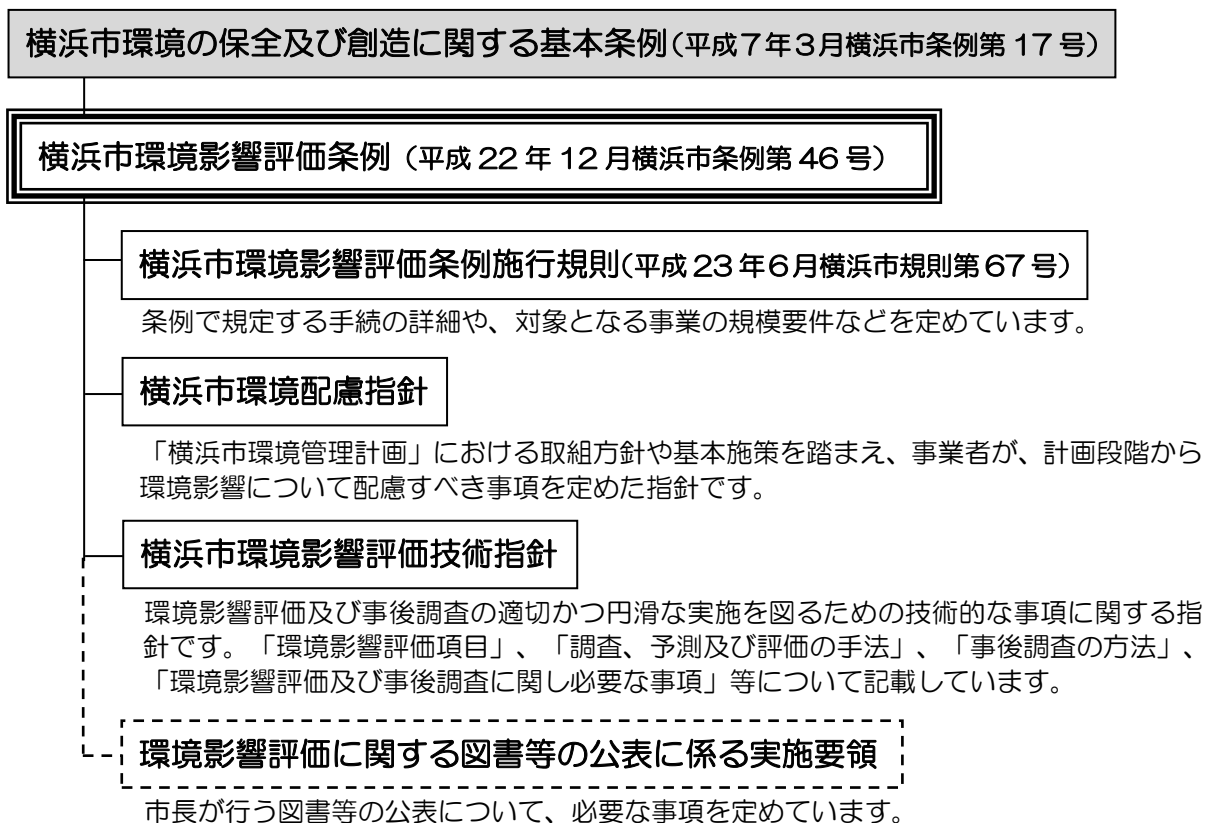 横浜市環境の保全及び創造に関する基本条例(平成7年3月横浜市条例第 17 号)
横浜市環境影響評価条例（平成 22 年 12 月横浜市条例第 46 号）
横浜市環境影響評価条例施行規則(平成 23 年6月横浜市規則第 67 号)
条例で規定する手続の詳細や、対象となる事業の規模要件などを定めています。
横浜市環境配慮指針
「横浜市環境管理計画」における取組方針や基本施策を踏まえ、事業者が、計画段階から
環境影響について配慮すべき事項を定めた指針です。
横浜市環境影響評価技術指針
環境影響評価及び事後調査の適切かつ円滑な実施を図るための技術的な事項に関する指
針です。「環境影響評価項目」、「調査、予測及び評価の手法」、「事後調査の方法」、
「環境影響評価及び事後調査に関し必要な事項」等について記載しています。
環境影響評価に関する図書等の公表に係る実施要領
市長が行う図書等の公表について、必要な事項を定めています。